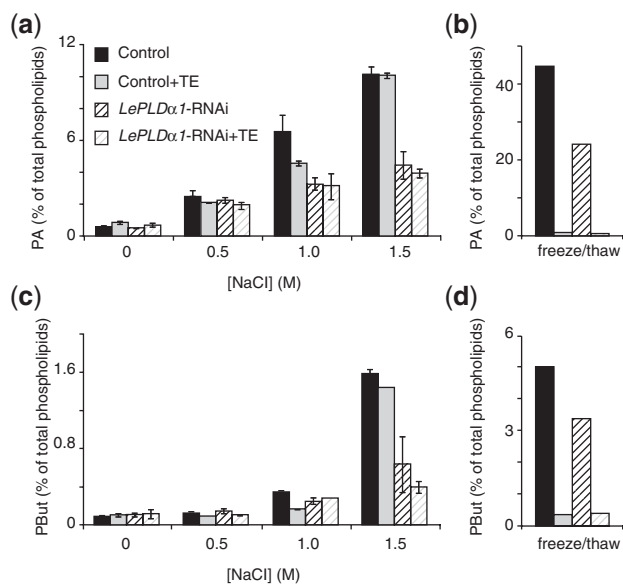 (a)
PA (% of total phospholipids)
12
6
0
Control
Control+TE
LePLDα1-RNAi
LePLDα1-RNAi+TE
0 0.5 1.0 1.5
[NaCl] (M)
(b)
PA (% of total phospholipids)
40
20
0
freeze/thaw
(c)
PBut (% of total phospholipids)
1.6
0.8
0
0 0.5 1.0 1.5
[NaCl] (M)
(d)
PBut (% of total phospholipids)
6
3
0
freeze/thaw